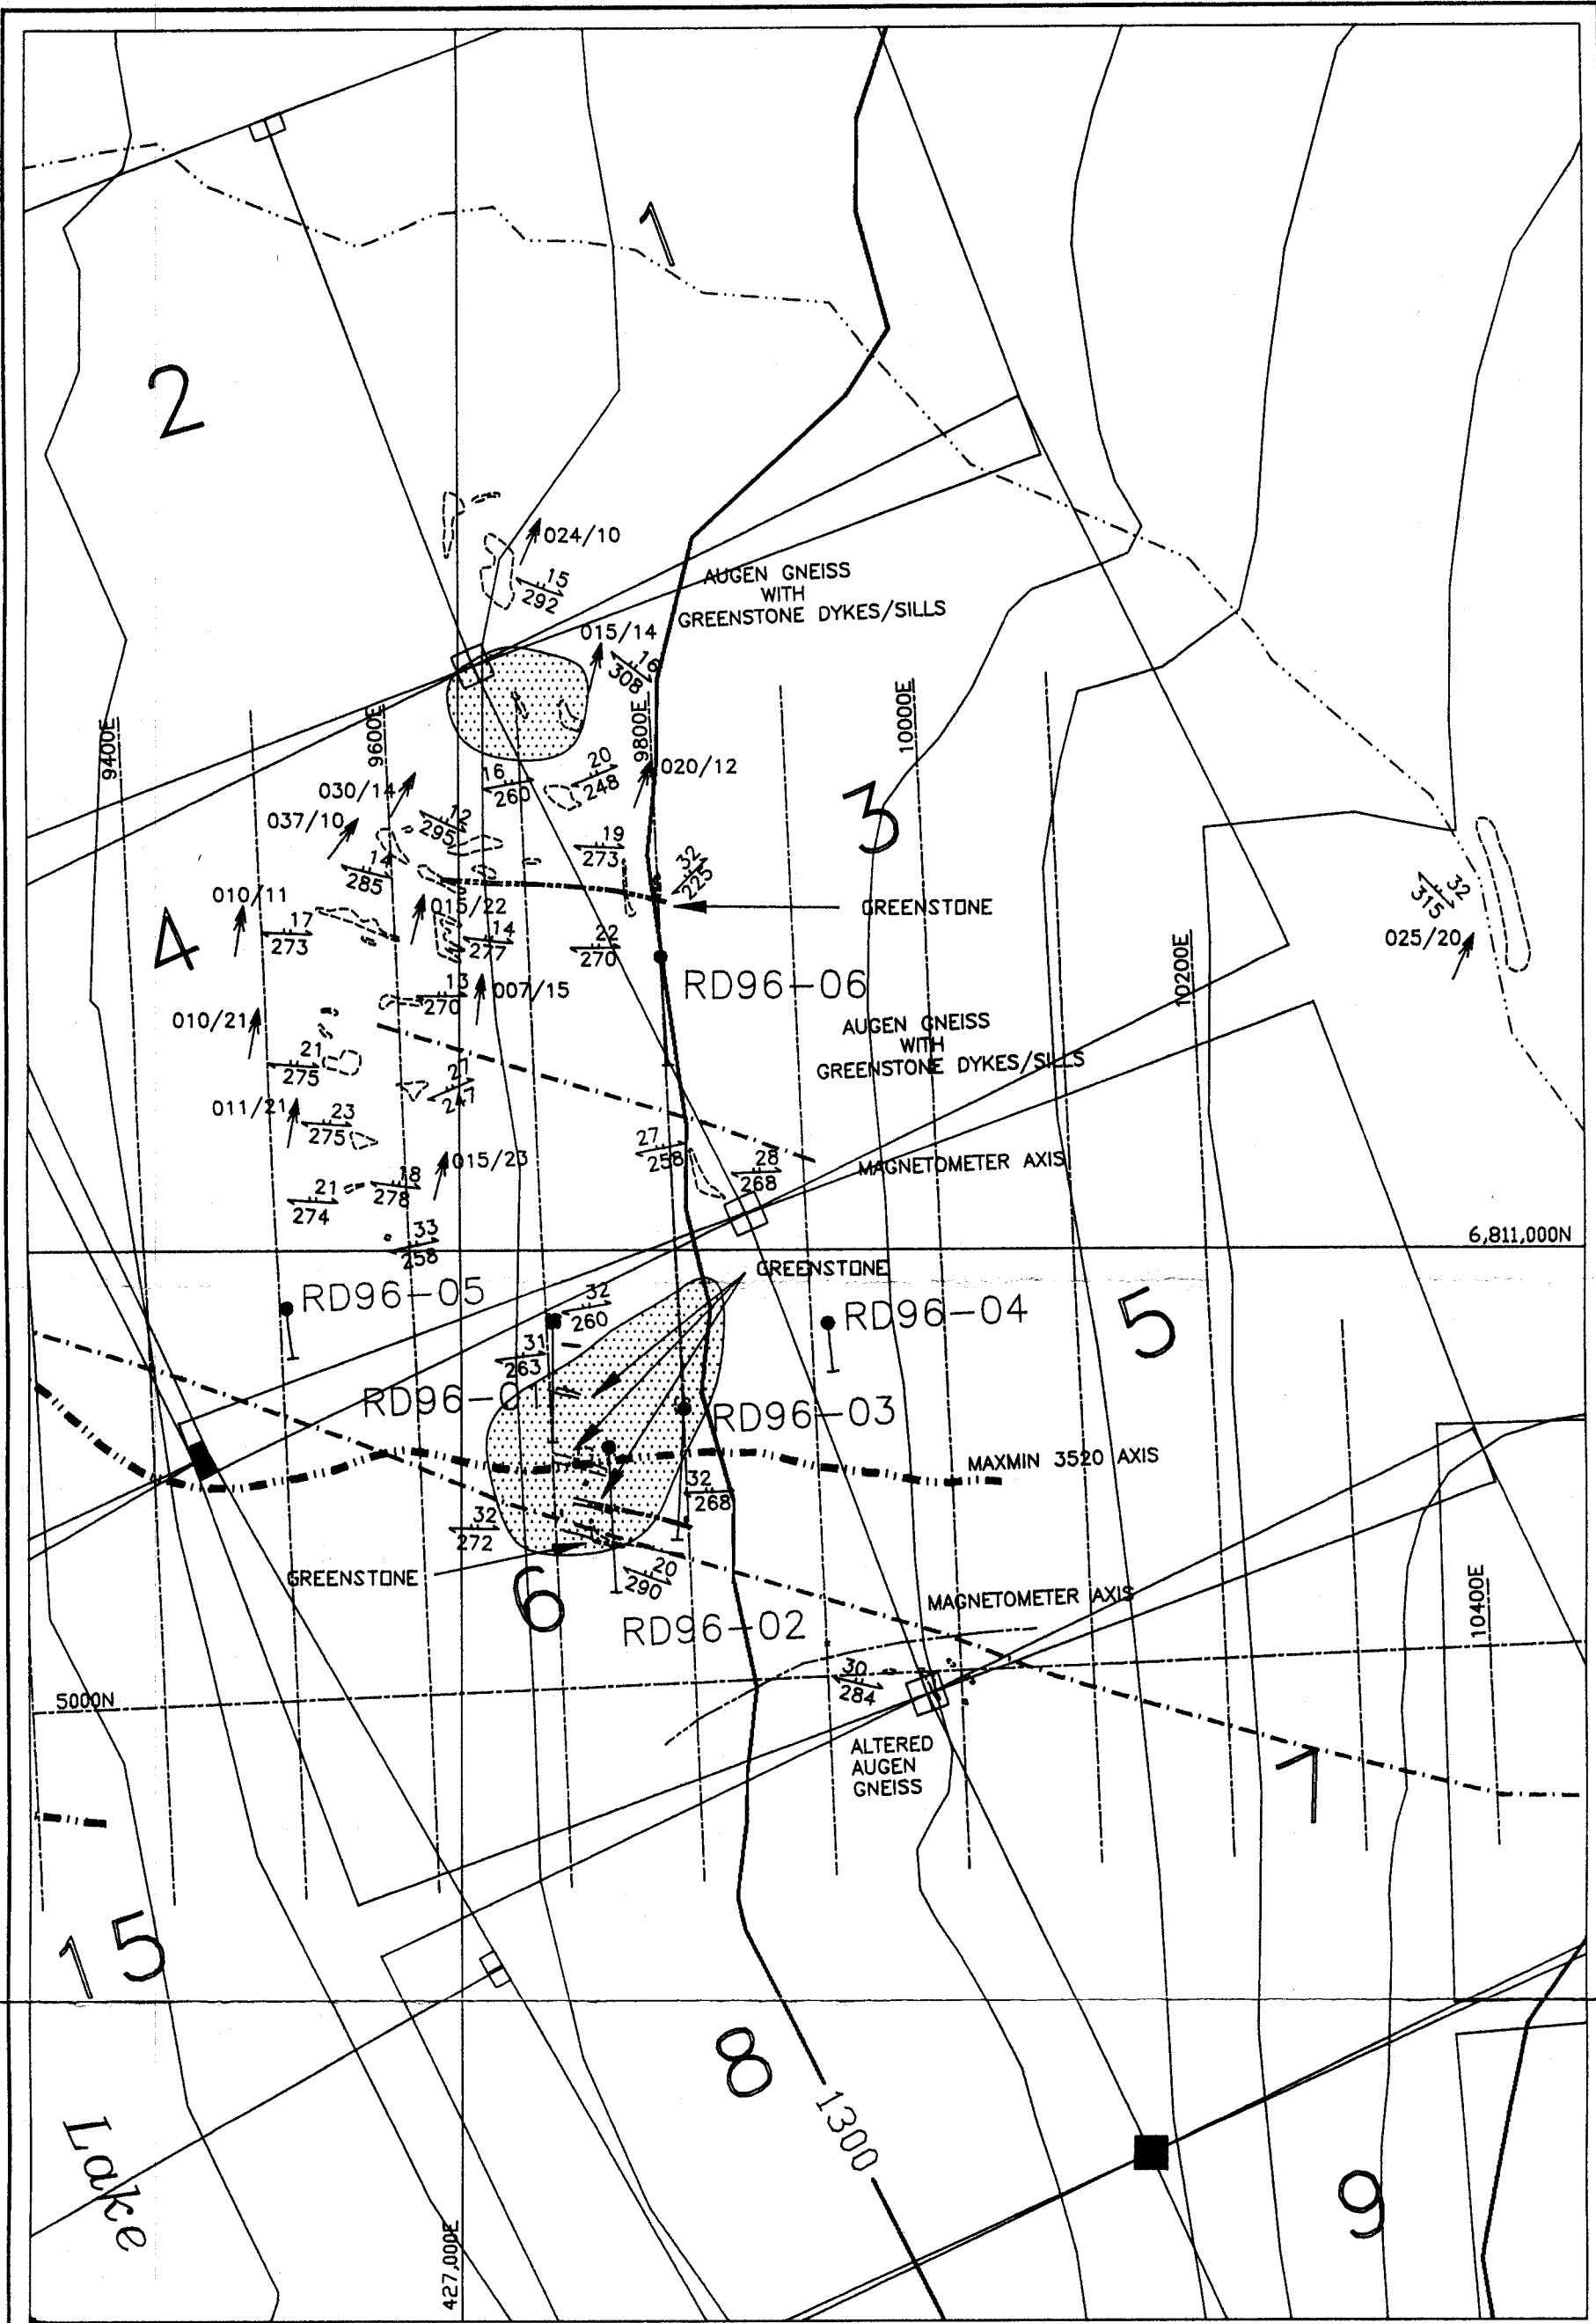 1
2
024/10
15
292
AUGEN GNEISS
WITH
GREENSTONE DYKES/SILLS
015/14
16
308
9400E
9600E
9800E
10000E
16
260
20
248
020/12
030/14
12
295
037/10
3
19
273
32
225
14
285
010/11
015/22
GREENSTONE
32
315
17
273
4
14
277
22
270
10200E
025/20
RD96-06
13
270
007/15
010/21
AUGEN GNEISS
WITH
GREENSTONE DYKES/SILLS
21
275
27
247
011/21
23
275
27
258
28
268
MAGNETOMETER AXIS
015/23
18
278
21
274
33
258
6,811,000N
GREENSTONE
RD96-05
32
260
RD96-04
5
31
263
RD96-01
RD96-03
MAXMIN 3520 AXIS
32
268
32
272
GREENSTONE
20
290
6
MAGNETOMETER AXIS
10400E
RD96-02
30
284
5000N
ALTERED
AUGEN
GNEISS
7
15
8
1300
Lake
9
427,000E